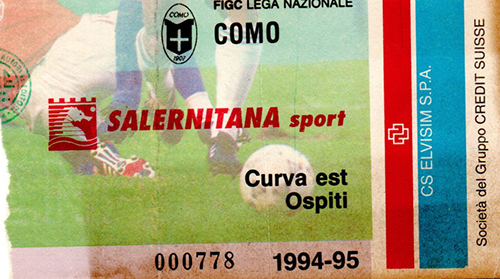 FIGC LEGA NAZIONALE
COMO
1907
COMO
SALERNITANA sport
Curva est
Ospiti
000778
1994-95
CS ELVISIM S.P.A.
Società del Gruppo CREDIT SUISSE